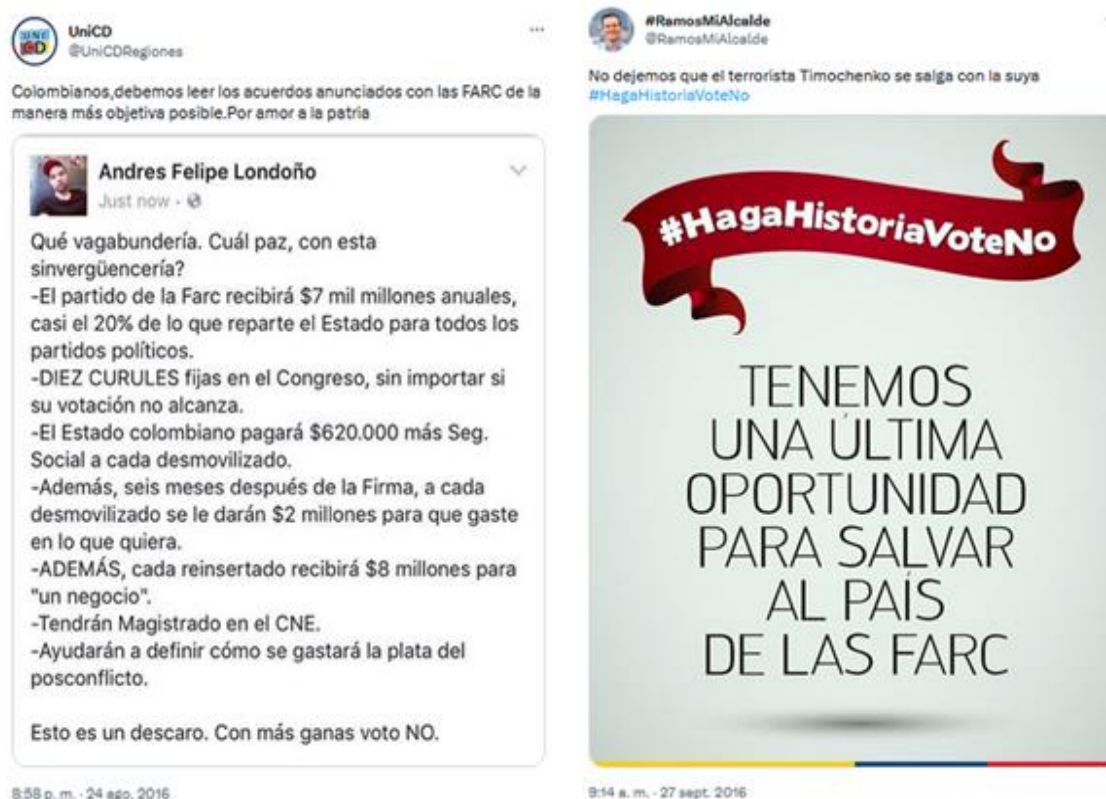 UNI
CD
UniCD
@UniCDRegiones
Colombianos,debemos leer los acuerdos anunciados con las FARC de la
manera más objetiva posible.Por amor a la patria
Andres Felipe Londoño
Just now
Qué vagabundería. Cuál paz, con esta
sinvergüencería?
-El partido de la Farc recibirá $7 mil millones anuales,
casi el 20% de lo que reparte el Estado para todos los
partidos políticos.
-DIEZ CURULES fijas en el Congreso, sin importar si
su votación no alcanza.
-El Estado colombiano pagará $620.000 más Seg.
Social a cada desmovilizado.
-Además, seis meses después de la Firma, a cada
desmovilizado se le darán $2 millones para que gaste
en lo que quiera.
-ADEMÁS, cada reinsertado recibirá $8 millones para
"un negocio".
-Tendrán Magistrado en el CNE.
-Ayudarán a definir cómo se gastará la plata del
posconflicto.
Esto es un descaro. Con más ganas voto NO.
8:58 p. m. · 24 ago. 2016
#RamosMiAlcalde
@RamosMiAlcalde
No dejemos que el terrorista Timochenko se salga con la suya
#HagaHistoriaVoteNo
#HagaHistoriaVoteNo
TENEMOS
UNA ÚLTIMA
OPORTUNIDAD
PARA SALVAR
AL PAÍS
DE LAS FARC
9:14 a. m. · 27 sept. 2016